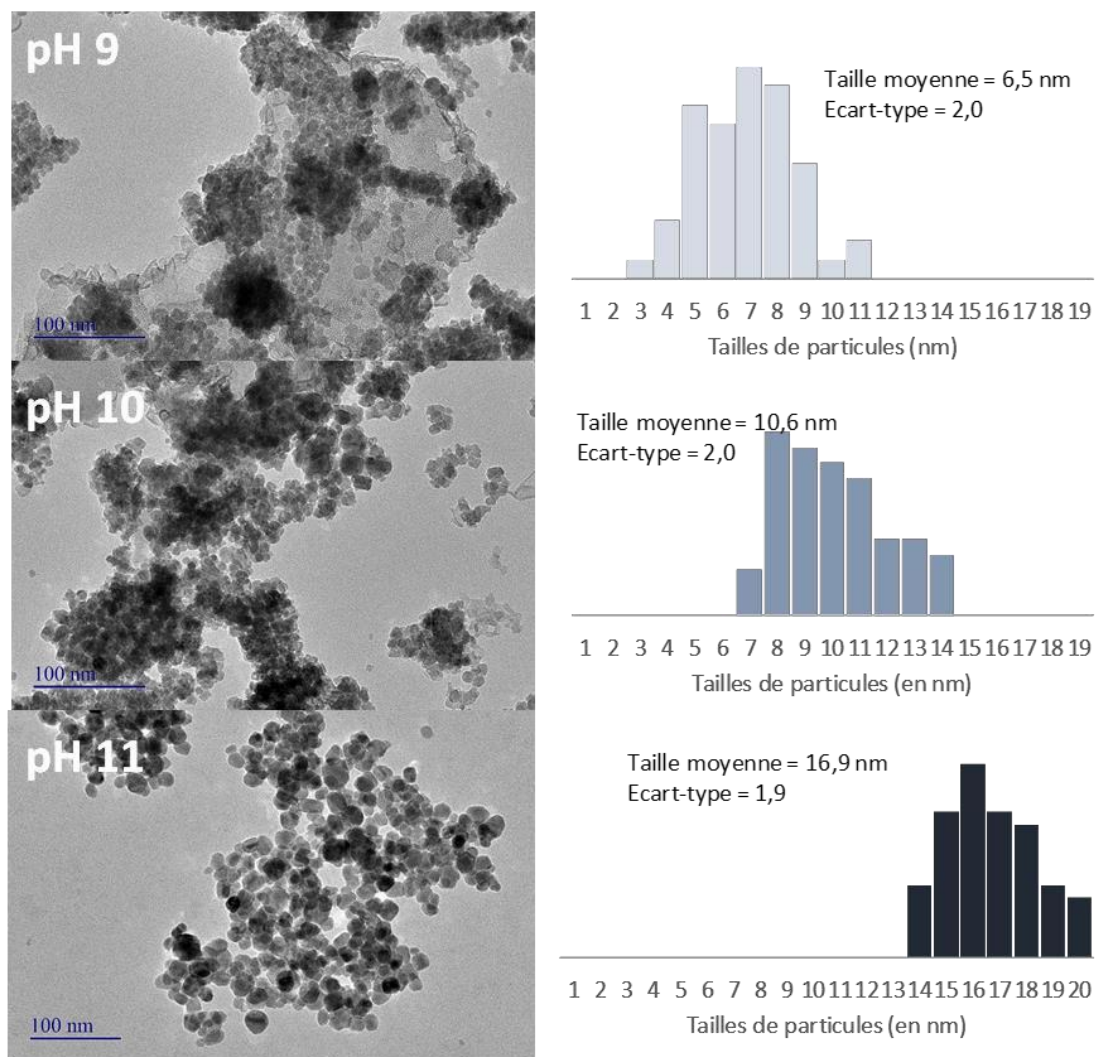 pH 9
100 nm
Taille moyenne = 6,5 nm
Ecart-type = 2,0
1 2 3 4 5 6 7 8 9 10 11 12 13 14 15 16 17 18 19
Tailles de particules (nm)
pH 10
100 nm
Taille moyenne = 10,6 nm
Ecart-type = 2,0
1 2 3 4 5 6 7 8 9 10 11 12 13 14 15 16 17 18 19
Tailles de particules (en nm)
pH 11
100 nm
Taille moyenne = 16,9 nm
Ecart-type = 1,9
1 2 3 4 5 6 7 8 9 10 11 12 13 14 15 16 17 18 19 20
Tailles de particules (en nm)